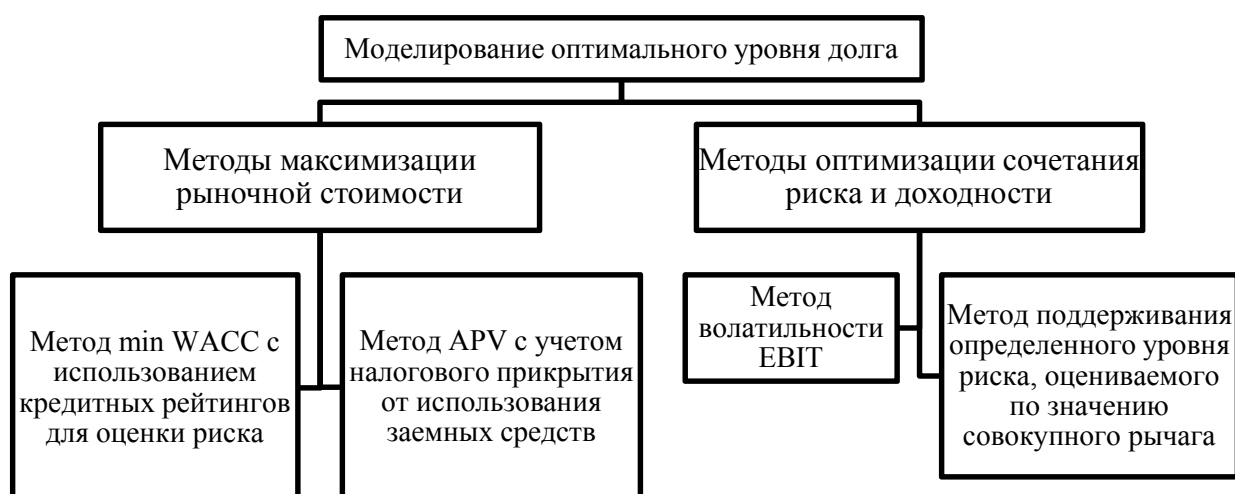 Моделирование оптимального уровня долга
Методы максимизации
рыночной стоимости
Методы оптимизации сочетания
риска и доходности
Метод min WACC с
использованием
кредитных рейтингов
для оценки риска
Метод APV с учетом
налогового прикрытия
от использования
заемных средств
Метод
волатильности
EBIT
Метод поддерживания
определенного уровня
риска, оцениваемого
по значению
совокупного рычага